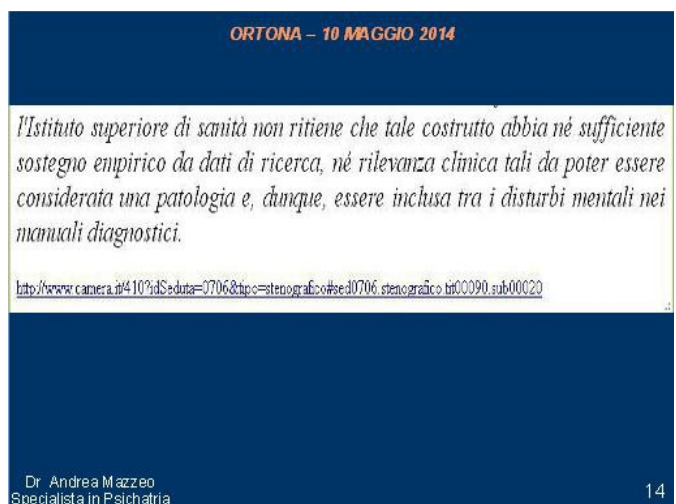 ORTONA – 10 MAGGIO 2014
l'Istituto superiore di sanità non ritiene che tale costrutto abbia né sufficiente
sostegno empirico da dati di ricerca, né rilevanza clinica tali da poter essere
considerata una patologia e, dunque, essere inclusa tra i disturbi mentali nei
manuali diagnostici.
http://www.camera.it/410?idSeduta=0706&tipo=stenografico#sed0706.stenografico.tit00090.sub00020
Dr Andrea Mazzeo
Specialista in Psichatria
14